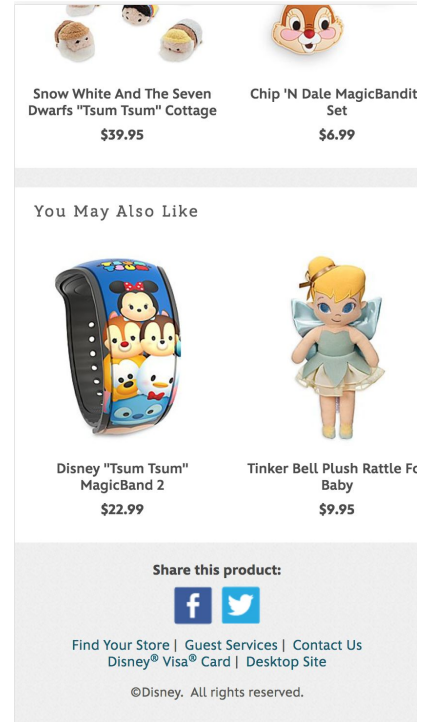 Snow White And The Seven
Dwarfs "Tsum Tsum" Cottage
$39.95
Chip 'N Dale MagicBandit
Set
$6.99
You May Also Like
Disney "Tsum Tsum"
MagicBand 2
$22.99
Tinker Bell Plush Rattle Fo
Baby
$9.95
Share this product:
Find Your Store | Guest Services | Contact Us
Disney® Visa® Card | Desktop Site
©Disney. All rights reserved.